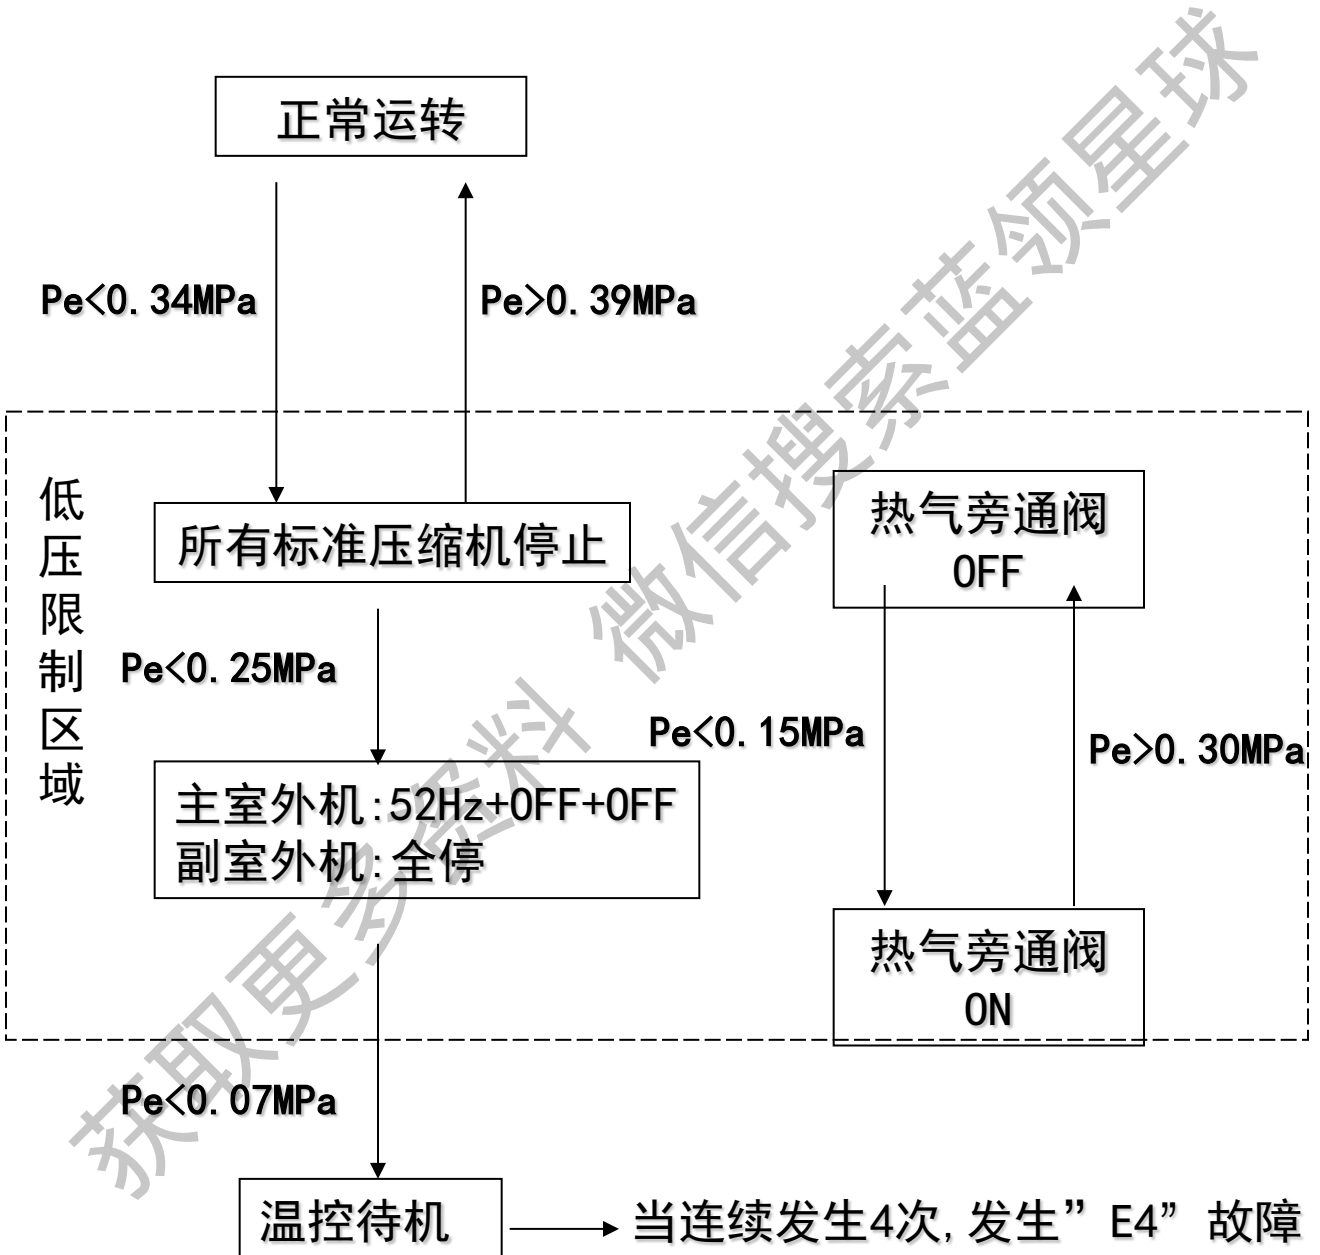 正常运转
Pe<0.34MPa
Pe>0.39MPa
低压限制区域
所有标准压缩机停止
热气旁通阀
OFF
Pe<0.25MPa
Pe<0.15MPa
Pe>0.30MPa
主室外机:52Hz+OFF+OFF
副室外机:全停
热气旁通阀
ON
Pe<0.07MPa
温控待机
当连续发生4次,发生”E4”故障
获取更多资料 微信搜索蓝领星球